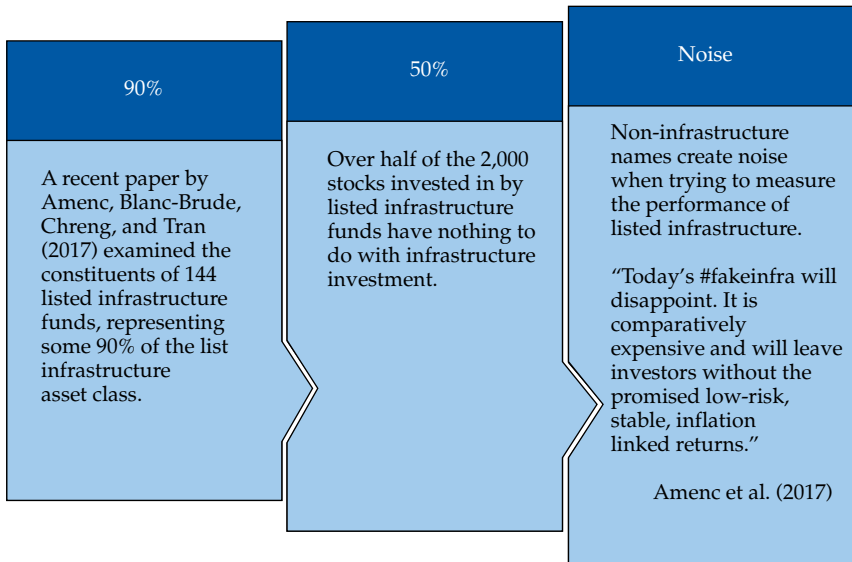 90%
A recent paper by
Amenc, Blanc-Brude,
Chreng, and Tran
(2017) examined the
constituents of 144
listed infrastructure
funds, representing
some 90% of the list
infrastructure
asset class.
50%
Over half of the 2,000
stocks invested in by
listed infrastructure
funds have nothing to
do with infrastructure
investment.
Noise
Non-infrastructure
names create noise
when trying to measure
the performance of
listed infrastructure.
“Today’s #fakeinfra will
disappoint. It is
comparatively
expensive and will leave
investors without the
promised low-risk,
stable, inflation
linked returns.”
Amenc et al. (2017)